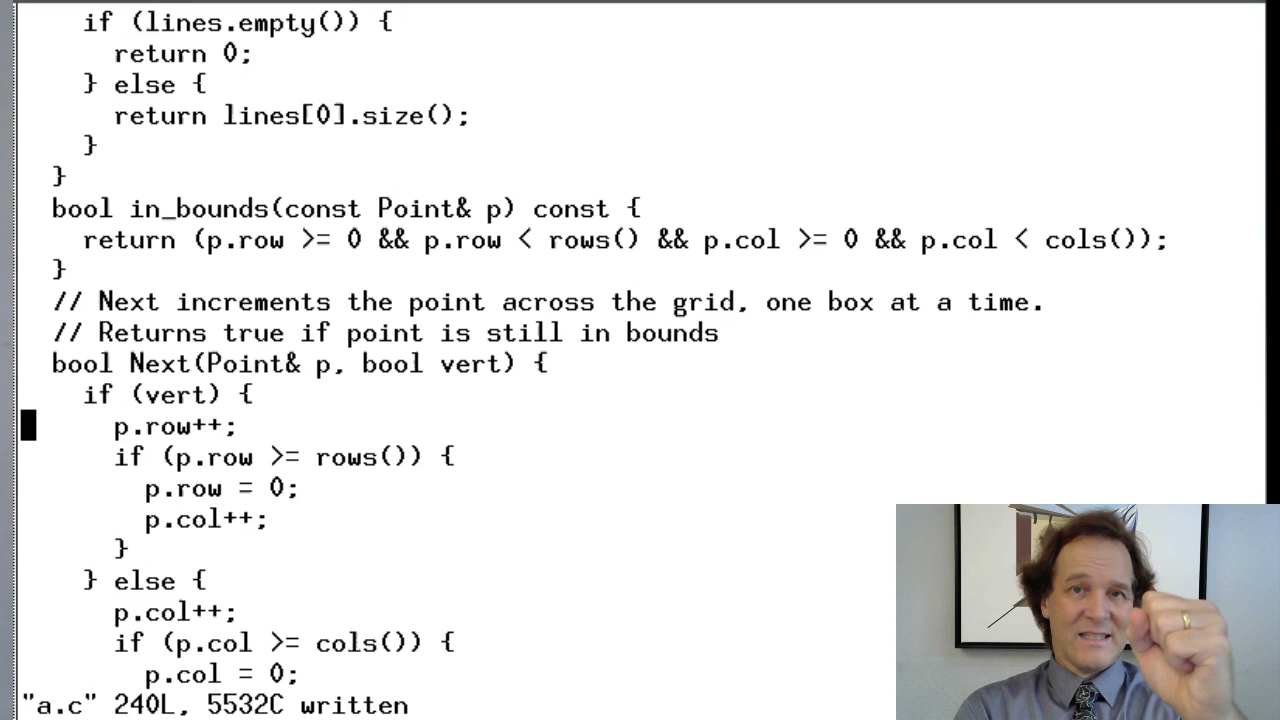 if (lines.empty()) {
return 0;
} else {
return lines[0].size();
}
}
bool in_bounds(const Point& p) const {
return (p.row >= 0 && p.row < rows() && p.col >= 0 && p.col < cols());
}
// Next increments the point across the grid, one box at a time.
// Returns true if point is still in bounds
bool Next(Point& p, bool vert) {
if (vert) {
p.row++;
if (p.row >= rows()) {
p.row = 0;
p.col++;
}
} else {
p.col++;
if (p.col >= cols()) {
p.col = 0;
"a.c" 240L, 5532C written